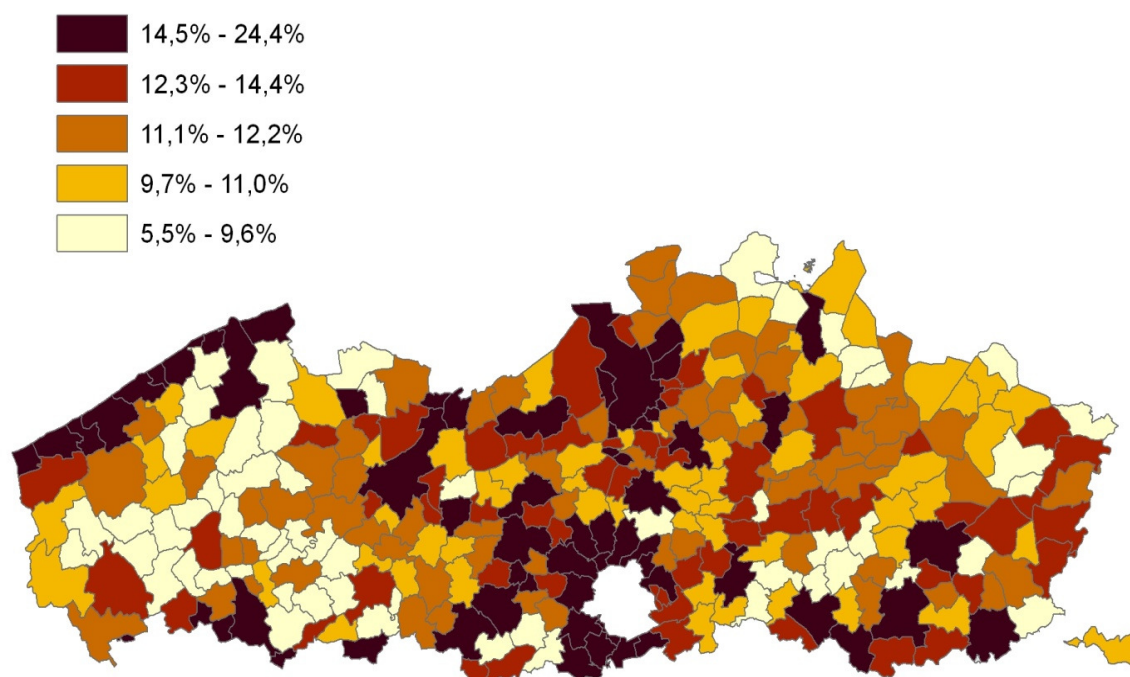 14,5% - 24,4%
12,3% - 14,4%
11,1% - 12,2%
9,7% - 11,0%
5,5% - 9,6%